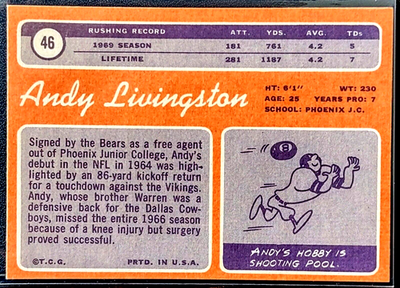 46
RUSHING RECORD ATT. YDS. AVG. TDs
1969 SEASON 181 761 4.2 5
LIFETIME 281 1187 4.2 7
Andy Livingston
HT: 6'1" WT: 230
AGE: 25 YEARS PRO: 7
SCHOOL: PHOENIX J.C.
Signed by the Bears as a free agent
out of Phoenix Junior College, Andy's
debut in the NFL in 1964 was high-
lighted by an 86-yard kickoff return
for a touchdown against the Vikings.
Andy, whose brother Warren was a
defensive back for the Dallas Cow-
boys, missed the entire 1966 season
because of a knee injury but surgery
proved successful.
©T.C.G. PRTD. IN U.S.A.
8
ANDY'S HOBBY IS
SHOOTING POOL.